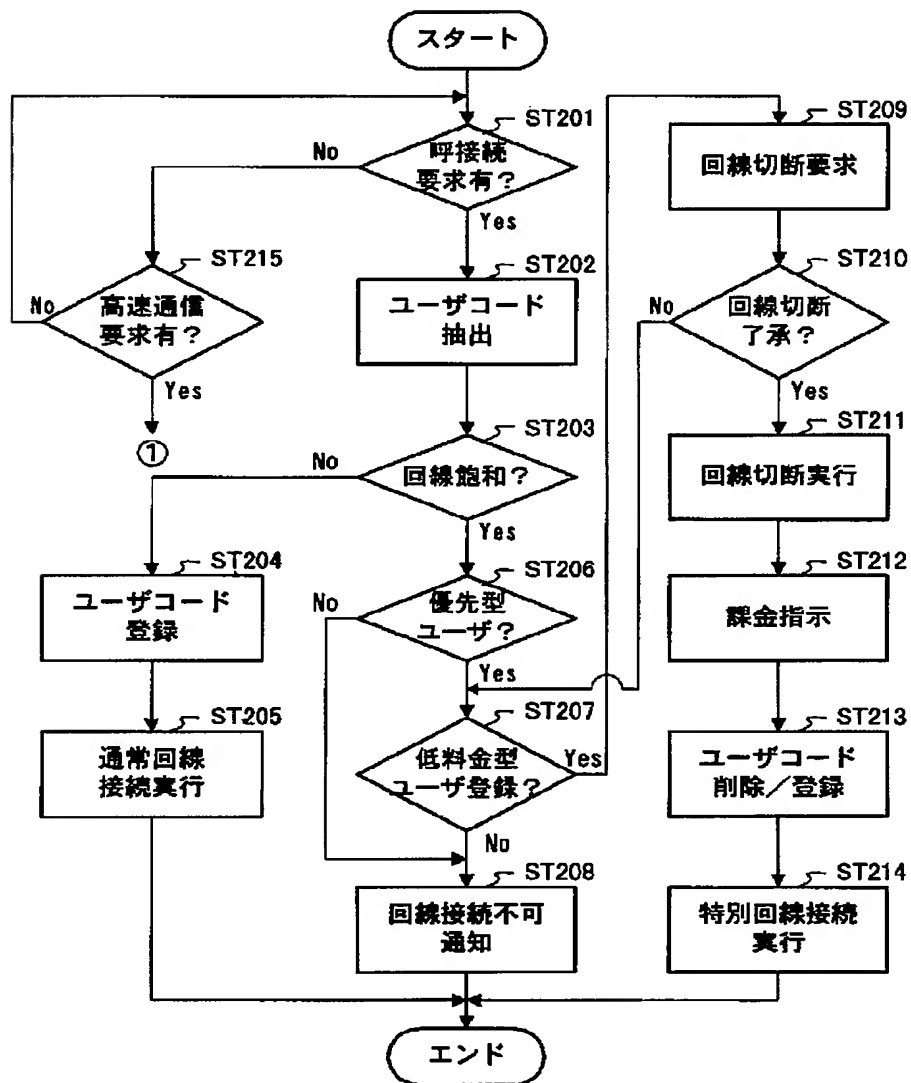 スタート
ST201
呼接続
要求有？
No
Yes
ST215
高速通信
要求有？
No
Yes
①
ST202
ユーザコード
抽出
ST203
回線飽和？
No
Yes
ST204
ユーザコード
登録
ST205
通常回線
接続実行
ST206
優先型
ユーザ？
No
Yes
ST207
低料金型
ユーザ登録？
Yes
No
ST208
回線接続不可
通知
ST209
回線切断要求
ST210
回線切断
了承？
No
Yes
ST211
回線切断実行
ST212
課金指示
ST213
ユーザコード
削除／登録
ST214
特別回線接続
実行
エンド